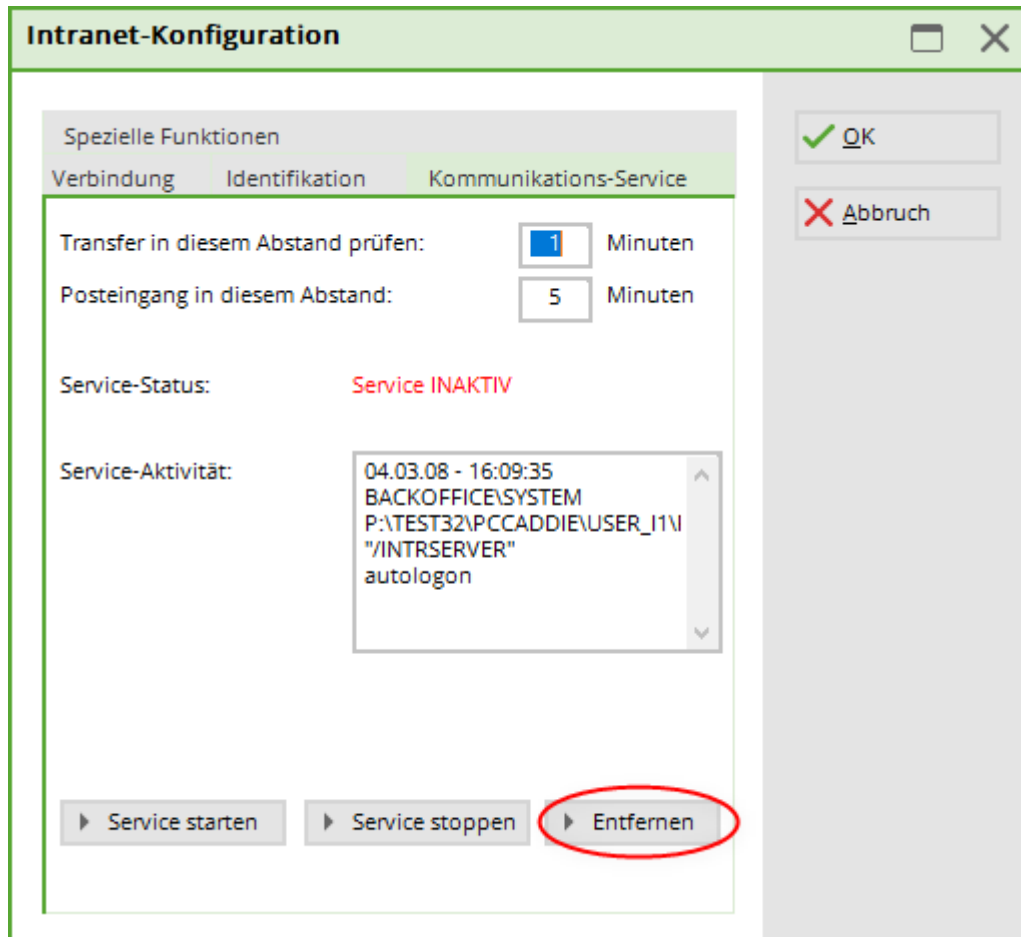 Intranet-Konfiguration
Spezielle Funktionen
Verbindung Identifikation Kommunikations-Service
Transfer in diesem Abstand prüfen: 1 Minuten
Posteingang in diesem Abstand: 5 Minuten
Service-Status: Service INAKTIV
Service-Aktivität:
04.03.08 - 16:09:35
BACKOFFICE\SYSTEM
P:\TEST32\PCCADDIE\USER_I1\I
"/INTRSERVER"
autologon
Service starten Service stoppen Entfernen
OK
Abbruch